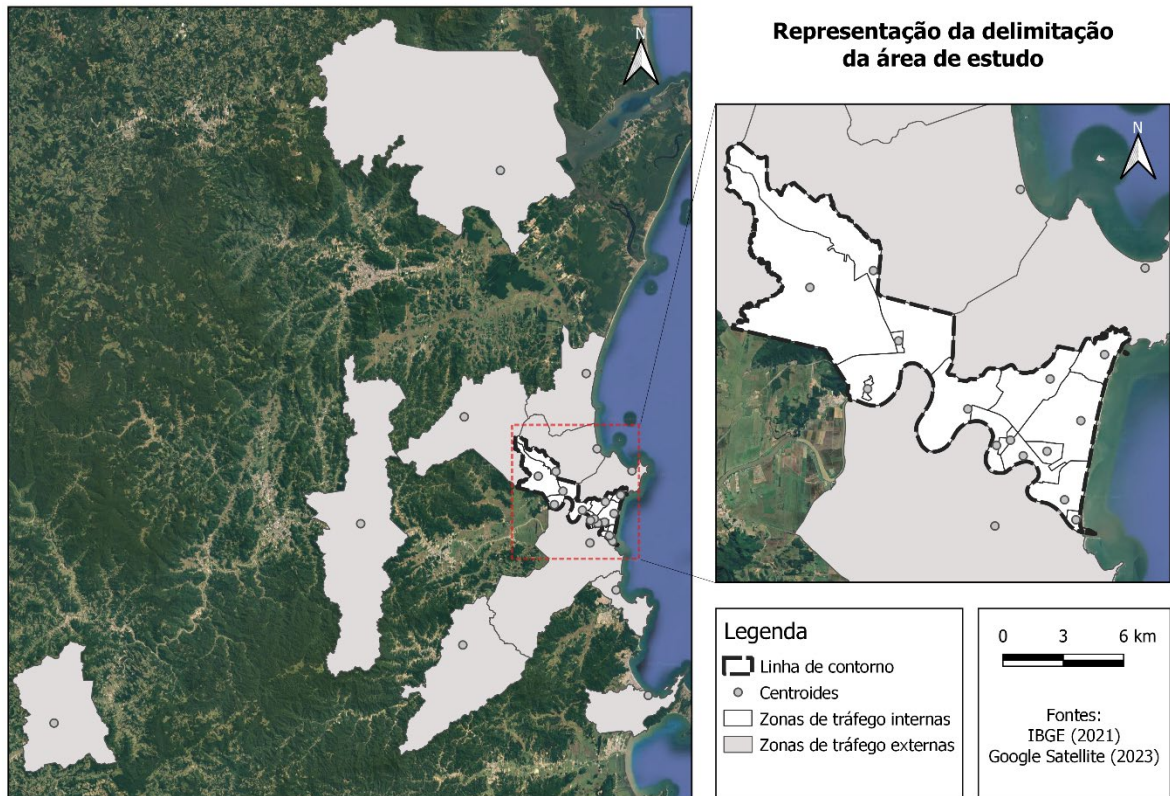 N
Representação da delimitação
da área de estudo
N
Legenda
Linha de contorno
Centroides
Zonas de tráfego internas
Zonas de tráfego externas
0 3 6 km
Fontes:
IBGE (2021)
Google Satellite (2023)